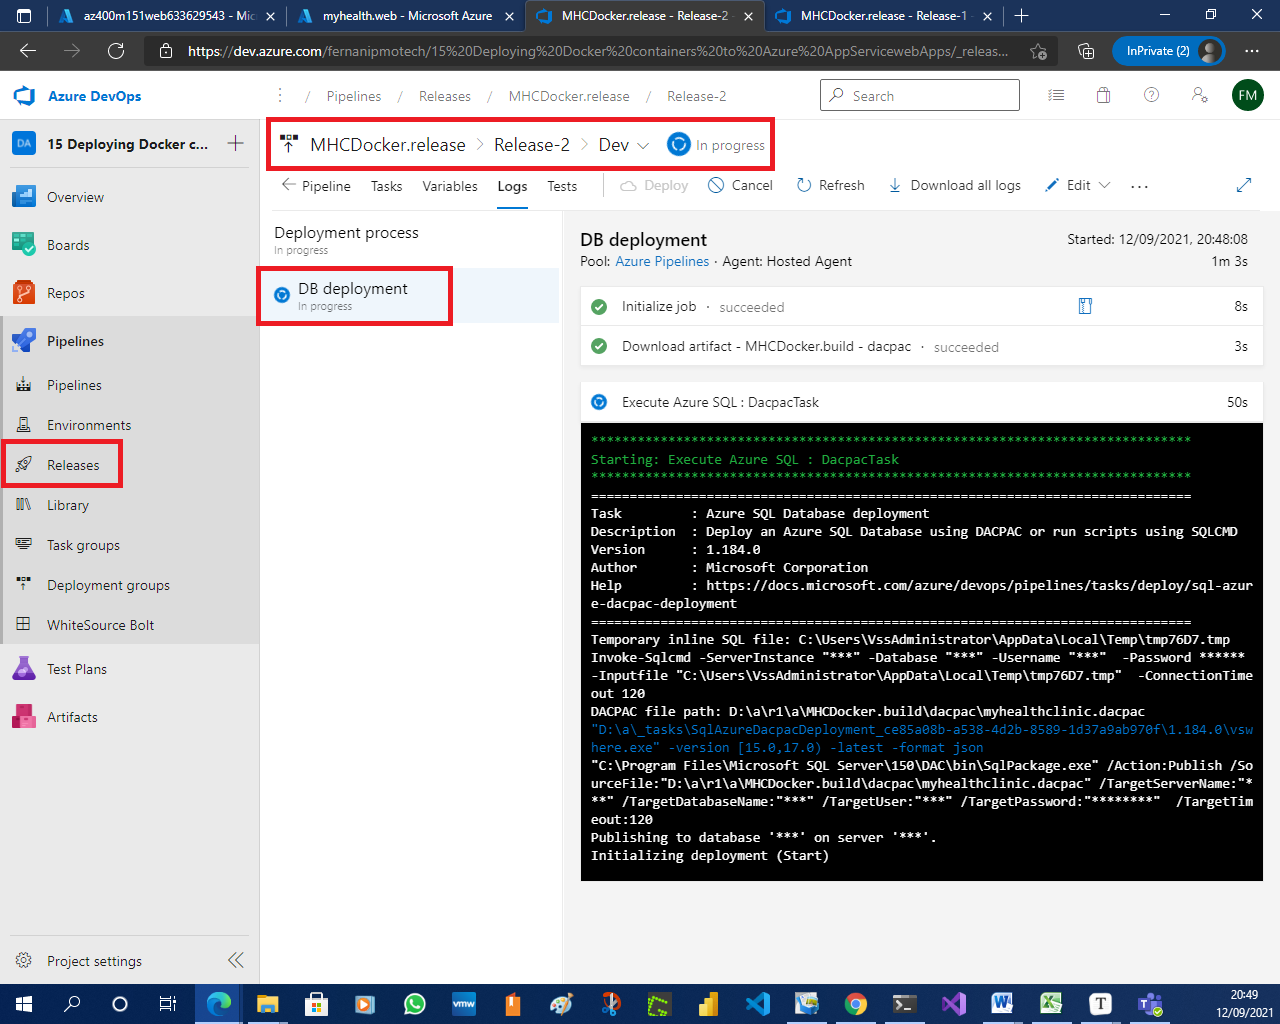 az400m151web633629543 - Mic
myhealth.web - Microsoft Azure
MHCDocker.release - Release-2 -
MHCDocker.release - Release-1 -
https://dev.azure.com/fernanipmotech/15%20Deploying%20Docker%20containers%20to%20Azure%20AppServicewebApps/_releas...
InPrivate (2)
Azure DevOps
/ Pipelines / Releases / MHCDocker.release / Release-2
Search
FM
DA
15 Deploying Docker c...
MHCDocker.release > Release-2 > Dev
In progress
Pipeline
Tasks
Variables
Logs
Tests
Deploy
Cancel
Refresh
Download all logs
Edit
...
Overview
Boards
Repos
Pipelines
Pipelines
Environments
Releases
Library
Task groups
Deployment groups
WhiteSource Bolt
Test Plans
Artifacts
Project settings
Deployment process
In progress
DB deployment
In progress
DB deployment
Started: 12/09/2021, 20:48:08
Pool: Azure Pipelines · Agent: Hosted Agent
1m 3s
Initialize job · succeeded
8s
Download artifact - MHCDocker.build - dacpac · succeeded
3s
Execute Azure SQL : DacpacTask
50s
******************************************************************************
Starting: Execute Azure SQL : DacpacTask
******************************************************************************
==============================================================================
Task         : Azure SQL Database deployment
Description  : Deploy an Azure SQL Database using DACPAC or run scripts using SQLCMD
Version      : 1.184.0
Author       : Microsoft Corporation
Help         : https://docs.microsoft.com/azure/devops/pipelines/tasks/deploy/sql-azur
e-dacpac-deployment
==============================================================================
Temporary inline SQL file: C:\Users\VssAdministrator\AppData\Local\Temp\tmp76D7.tmp
Invoke-Sqlcmd -ServerInstance "***" -Database "***" -Username "***"  -Password ******
-Inputfile "C:\Users\VssAdministrator\AppData\Local\Temp\tmp76D7.tmp"  -ConnectionTime
out 120
DACPAC file path: D:\a\r1\a\MHCDocker.build\dacpac\myhealthclinic.dacpac
"D:\a\_tasks\SqlAzureDacpacDeployment_ce85a08b-a538-4d2b-8589-1d37a9ab970f\1.184.0\vsw
here.exe" -version [15.0,17.0) -latest -format json
"C:\Program Files\Microsoft SQL Server\150\DAC\bin\SqlPackage.exe" /Action:Publish /So
urceFile:"D:\a\r1\a\MHCDocker.build\dacpac\myhealthclinic.dacpac" /TargetServerName:"*
**" /TargetDatabaseName:"***" /TargetUser:"***" /TargetPassword:"********"  /TargetTim
eout:120
Publishing to database '***' on server '***'.
Initializing deployment (Start)
vmw
T
20:49
12/09/2021